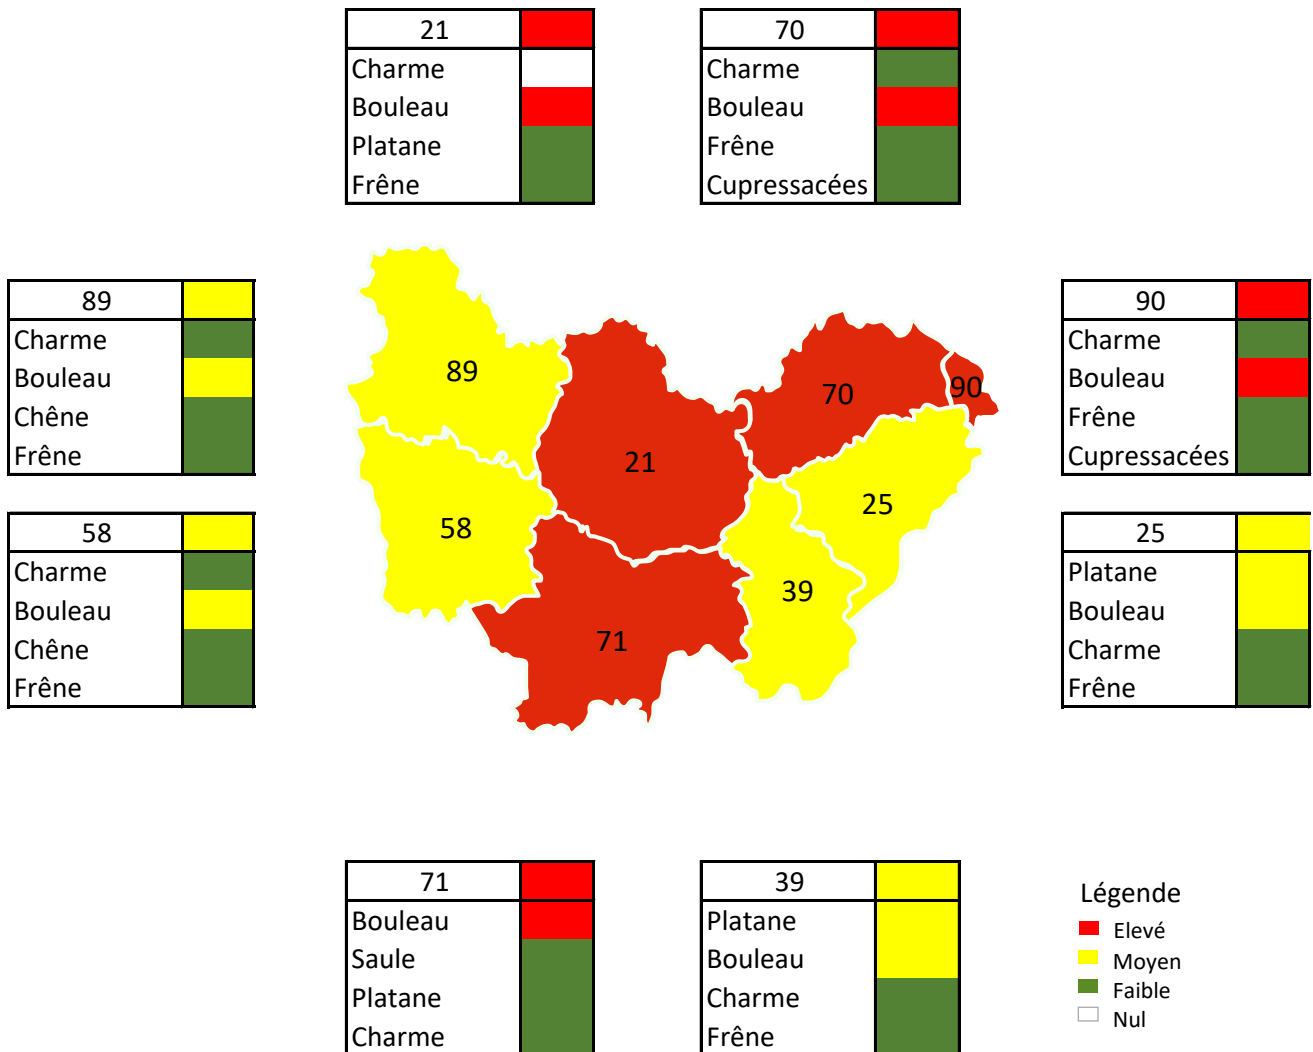 21
Charme
Bouleau
Platane
Frêne
70
Charme
Bouleau
Frêne
Cupressacées
89
Charme
Bouleau
Chêne
Frêne
58
Charme
Bouleau
Chêne
Frêne
89
21
70
90
58
25
39
71
90
Charme
Bouleau
Frêne
Cupressacées
25
Platane
Bouleau
Charme
Frêne
71
Bouleau
Saule
Platane
Charme
39
Platane
Bouleau
Charme
Frêne
Légende
Elevé
Moyen
Faible
Nul